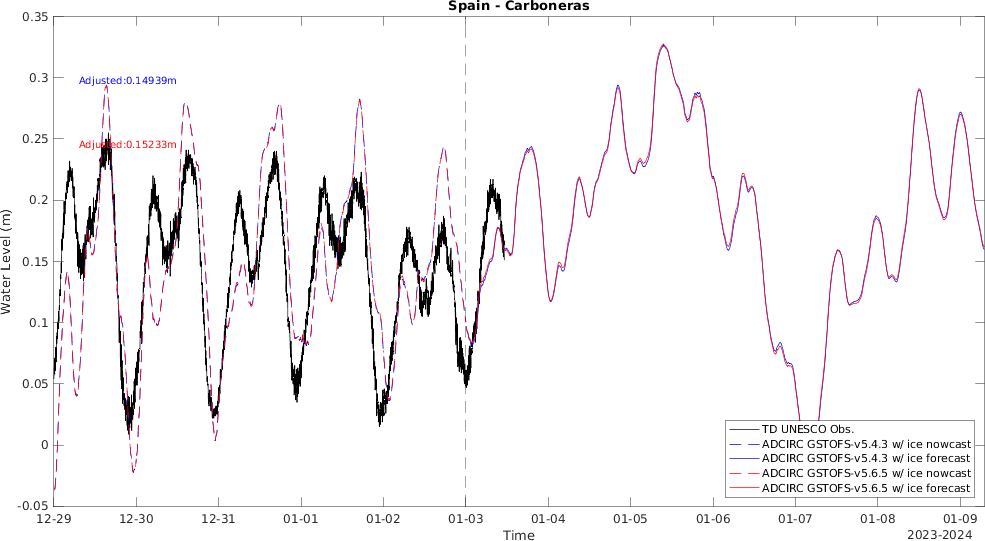 Spain - Carboneras
0.35
0.3
0.25
0.2
0.15
0.1
0.05
0
-0.05
Water Level (m)
Adjusted:0.14939m
Adjusted:0.15233m
TD UNESCO Obs.
ADCIRC GSTOFS-v5.4.3 w/ ice nowcast
ADCIRC GSTOFS-v5.4.3 w/ ice forecast
ADCIRC GSTOFS-v5.6.5 w/ ice nowcast
ADCIRC GSTOFS-v5.6.5 w/ ice forecast
12-29 12-30 12-31 01-01 01-02 01-03 01-04 01-05 01-06 01-07 01-08 01-09
Time
2023-2024